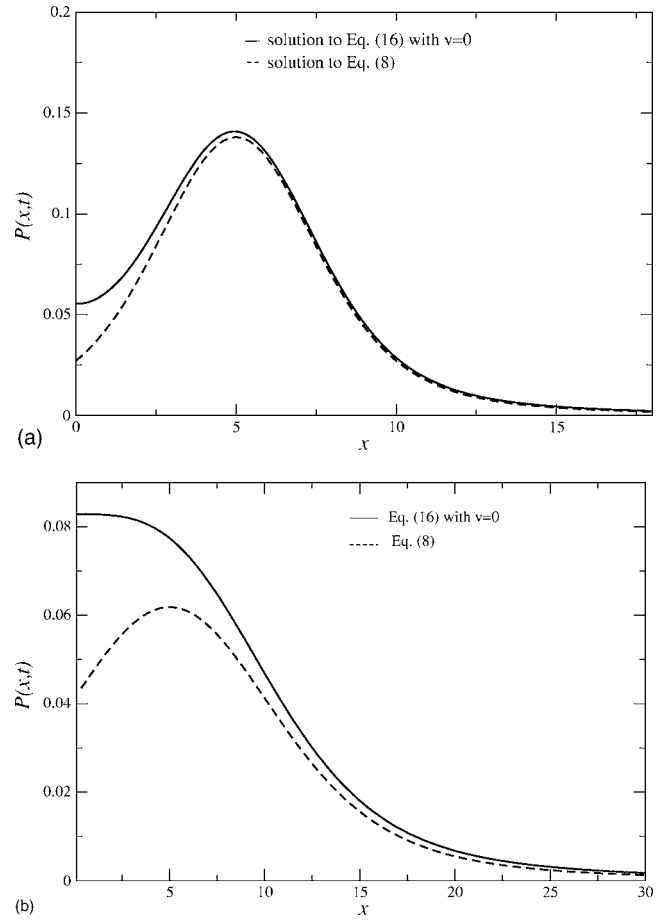 0.2
solution to Eq. (16) with v=0
solution to Eq. (8)
0.15
P(x,t)
0.1
0.05
0
0 5 10 15
(a)
x
0.08
Eq. (16) with v=0
Eq. (8)
0.06
P(x,t)
0.04
0.02
0
5 10 15 20 25 30
(b)
x